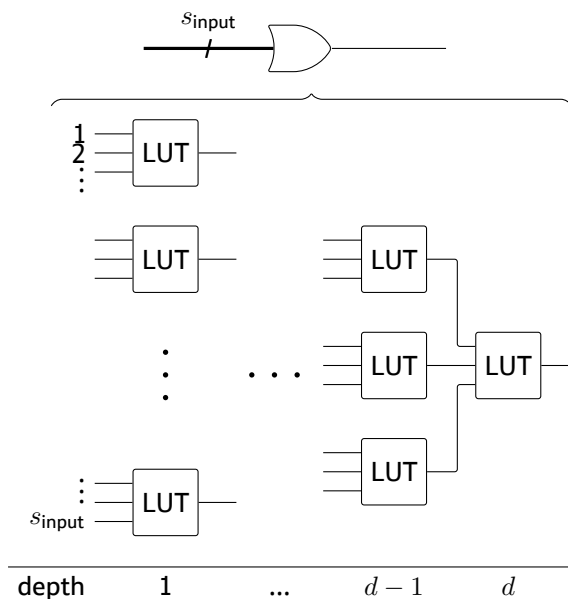 s_input
1
2
⋮
LUT
LUT
LUT
⋮
...
LUT
LUT
⋮
s_input
LUT
LUT
depth 1 ... d − 1 d